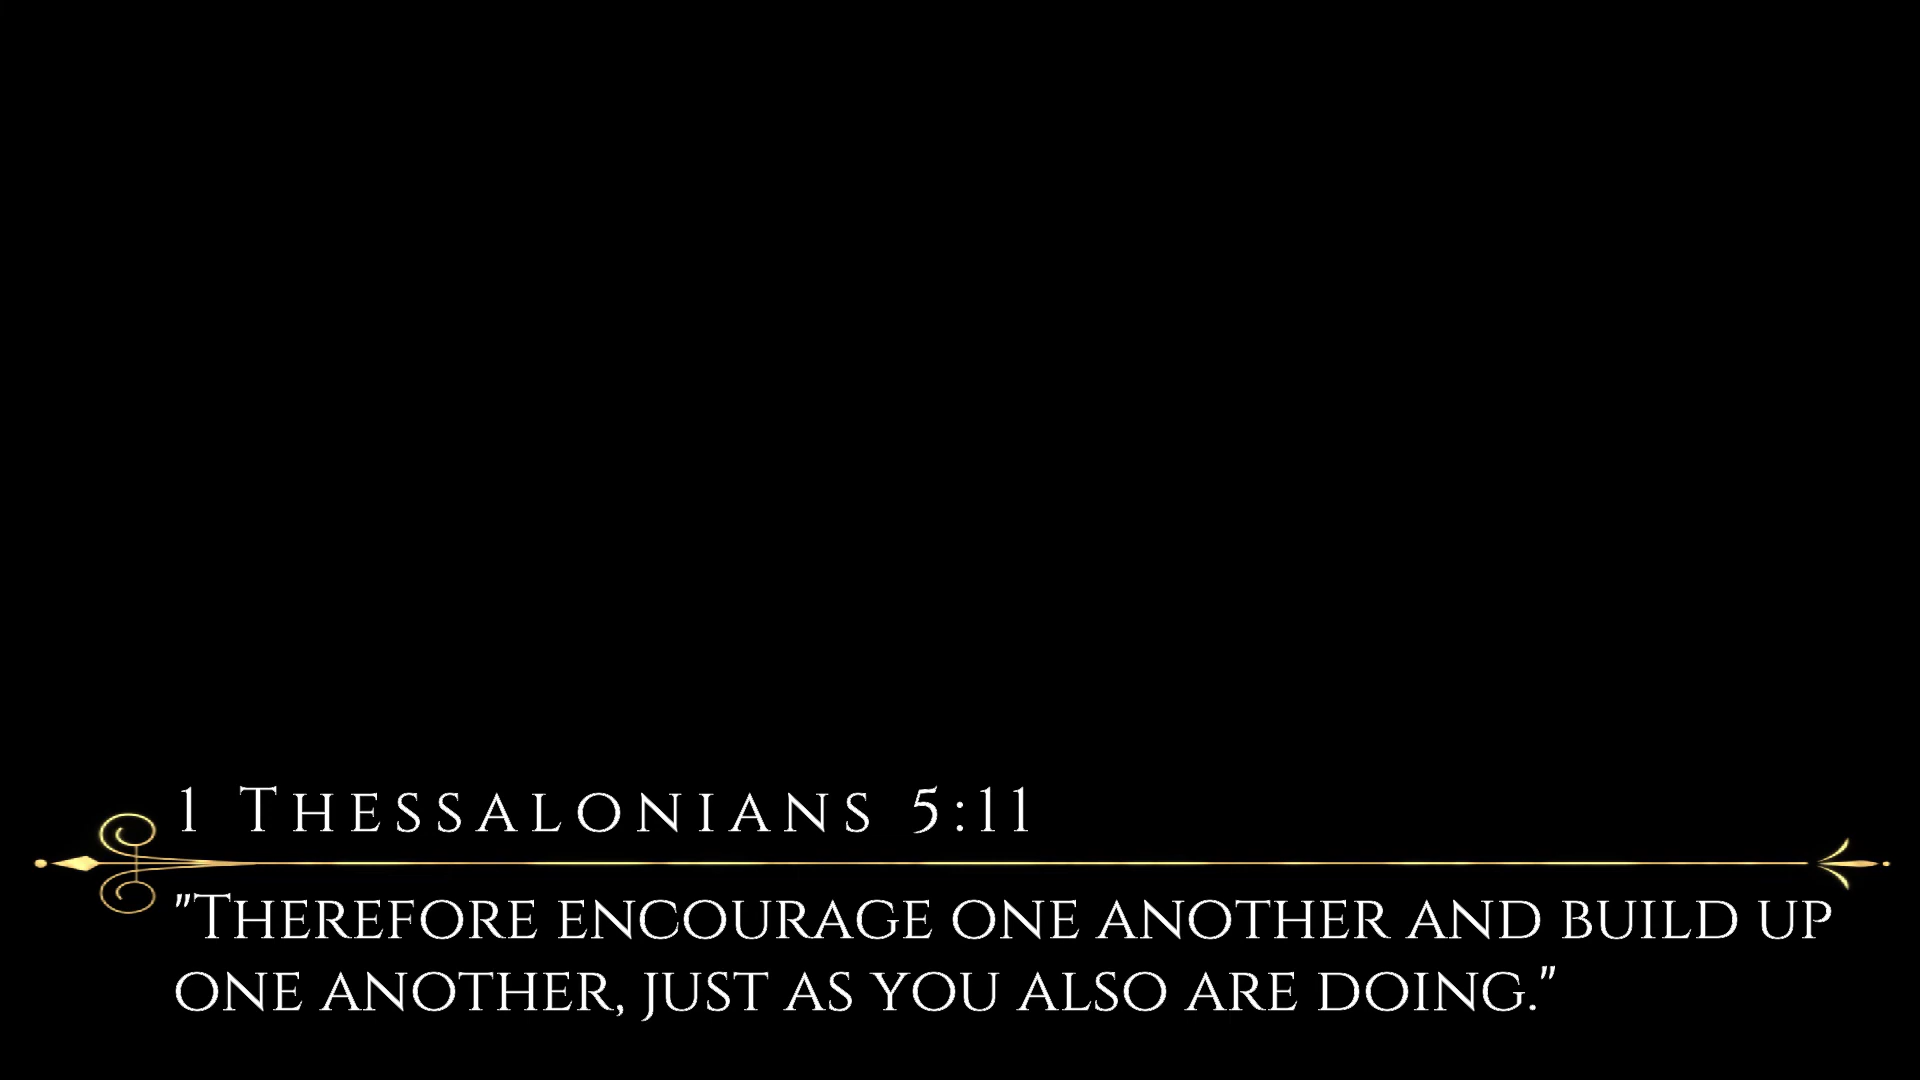 1 Thessalonians 5:11
"Therefore encourage one another and build up
one another, just as you also are doing."